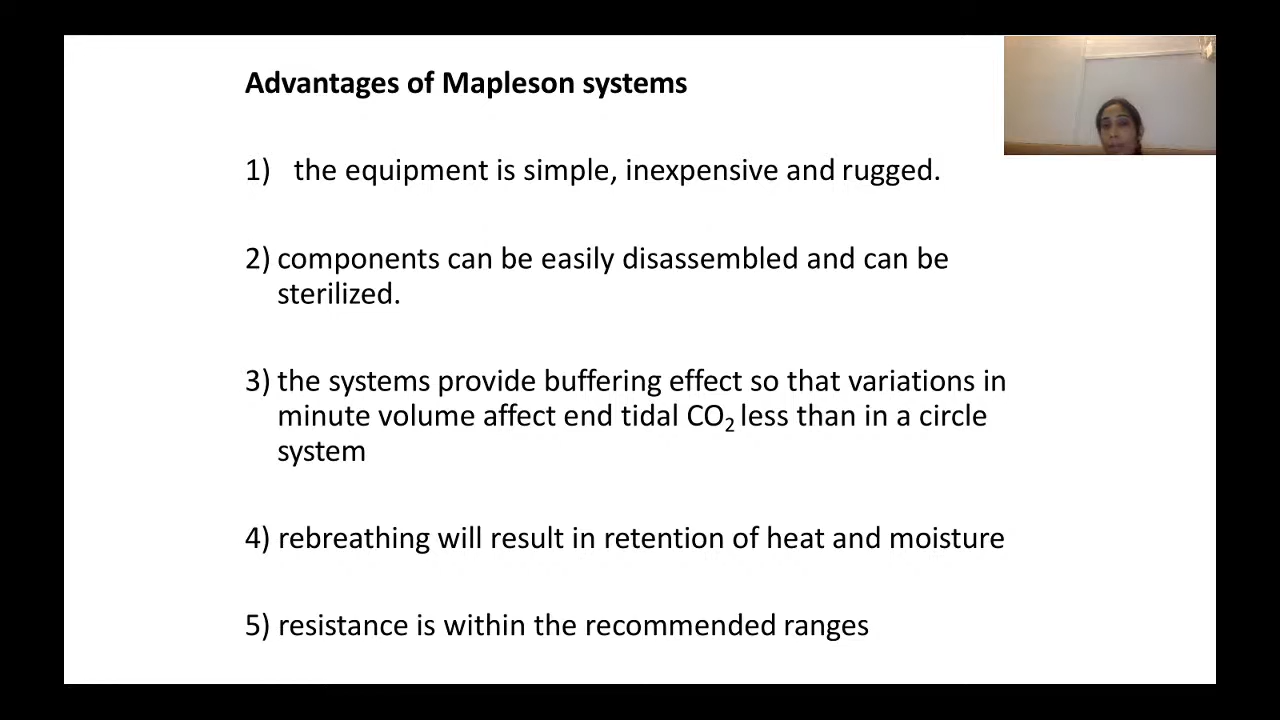 Advantages of Mapleson systems
1) the equipment is simple, inexpensive and rugged.
2) components can be easily disassembled and can be
sterilized.
3) the systems provide buffering effect so that variations in
minute volume affect end tidal CO₂ less than in a circle
system
4) rebreathing will result in retention of heat and moisture
5) resistance is within the recommended ranges